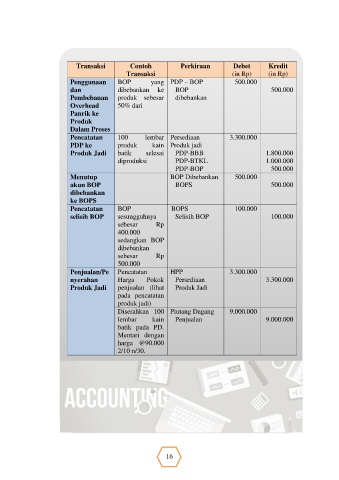 Transaksi Contoh Transaksi Perkiraan Debet (in Rp) Kredit (in Rp)
Penggunaan dan Pembebanan Overhead Panrik ke Produk Dalam Proses
BOP yang dibebankan ke produk sebesar 50% dari
PDP – BOP 500.000
BOP dibebankan 500.000
Pencatatan PDP ke Produk Jadi
100 lembar produk kain batik selesai diproduksi
Persediaan Produk jadi 3.300.000
PDP-BBB 1.800.000
PDP-BTKL 1.000.000
PDP-BOP 500.000
Menutup akun BOP dibebankan ke BOPS
BOP Dibebankan 500.000
BOPS 500.000
Pencatatan selisih BOP
BOP sesungguhnya sebesar Rp 400.000 sedangkan BOP dibebankan sebesar Rp 500.000
BOPS 100.000
Selisih BOP 100.000
Penjualan/Penyerahan Produk Jadi
Pencatatan Harga Pokok penjualan (lihat pada pencatatan produk jadi)
HPP 3.300.000
Persediaan Produk Jadi 3.300.000
Diserahkan 100 lembar kain batik pada PD. Mentari dengan harga @90.000 2/10 n/30.
Piutang Dagang 9.000.000
Penjualan 9.000.000
ACCOUNTING
16